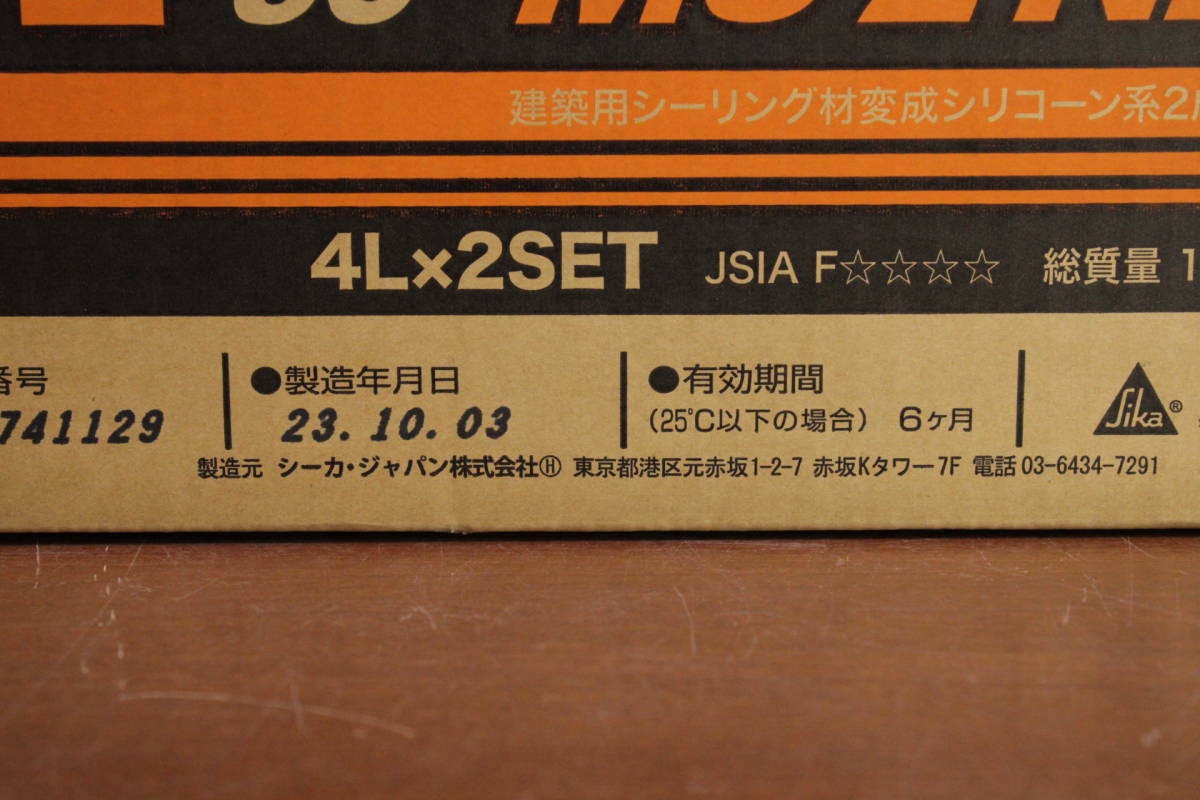 建築用シーリング材変成シリコーン系2
4L×2SET JSIA F☆☆☆☆ 総質量 1
番号 ●製造年月日 ●有効期間
741129 23.10.03 (25℃以下の場合) 6ヶ月 Sika®
製造元 シーカ・ジャパン株式会社Ⓗ 東京都港区元赤坂1-2-7 赤坂Kタワー7F 電話03-6434-7291